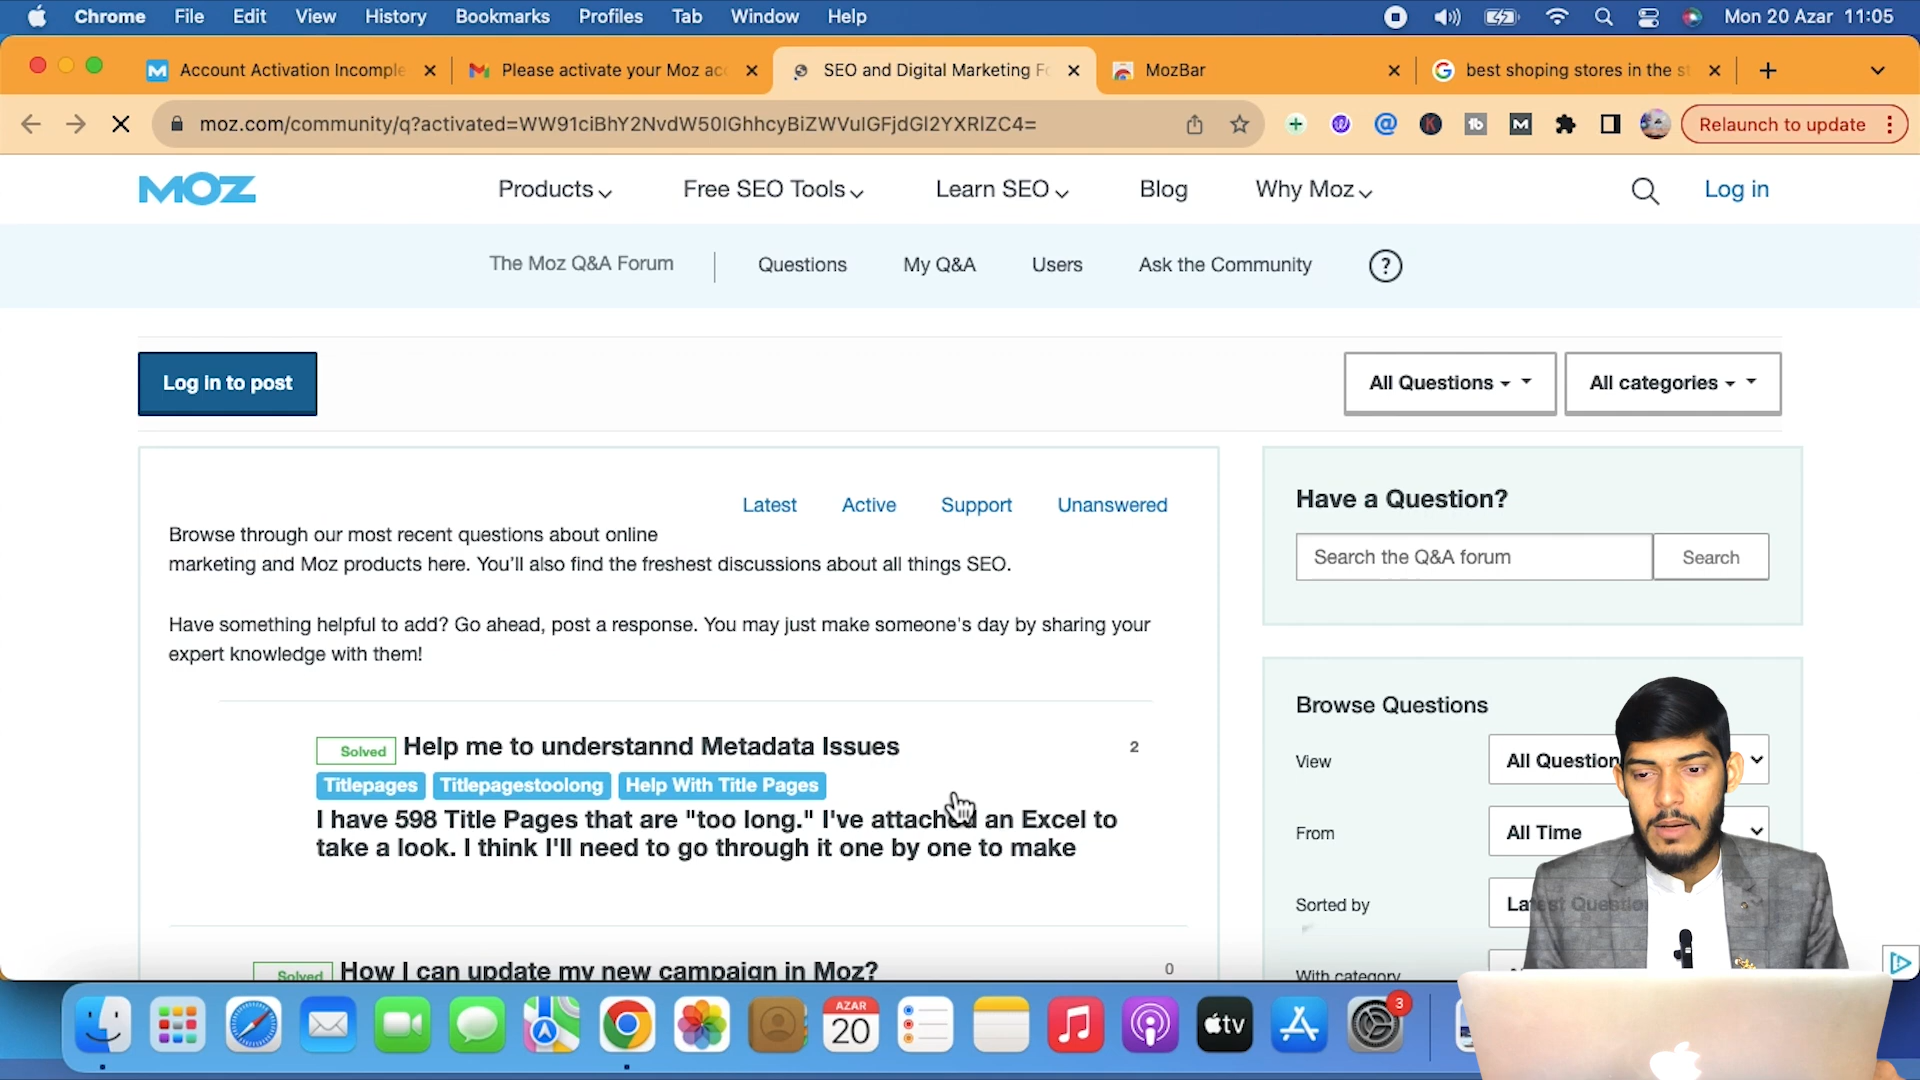 Chrome File Edit View History Bookmarks Profiles Tab Window Help Mon 20 Azar 11:05
Account Activation Incomple Please activate your Moz acc SEO and Digital Marketing Fo MozBar best shoping stores in the st
moz.com/community/q?activated=WW91ciBhY2NvdW50IGhhcyBiZWVuIGFjdGl2YXRlZC4= Relaunch to update
MOZ Products Free SEO Tools Learn SEO Blog Why Moz Log in
The Moz Q&A Forum Questions My Q&A Users Ask the Community ?
Log in to post All Questions All categories
Latest Active Support Unanswered
Browse through our most recent questions about online
marketing and Moz products here. You'll also find the freshest discussions about all things SEO.
Have something helpful to add? Go ahead, post a response. You may just make someone's day by sharing your
expert knowledge with them!
Solved Help me to understannd Metadata Issues 2
Titlepages Titlepagestoolong Help With Title Pages
I have 598 Title Pages that are "too long." I've attached an Excel to
take a look. I think I'll need to go through it one by one to make
Solved How I can update my new campaign in Moz? 0
Have a Question?
Search the Q&A forum Search
Browse Questions
View All Question
From All Time
Sorted by Latest Question
With category
AZAR
20
tv
3